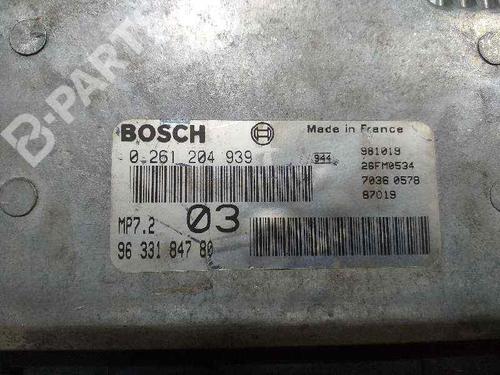 B-PARTS
BOSCH
Made in France
0 261 204 939
944
981019
26FM0534
7036 0578
87019
MP7.2
03
96 331 847 80